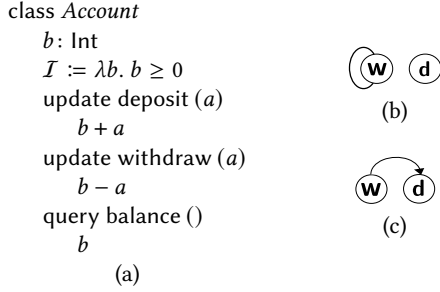 class Account
b: Int
I := λb. b ≥ 0
update deposit (a)
b + a
update withdraw (a)
b − a
query balance ()
b
(a)
w d
(b)
w d
(c)